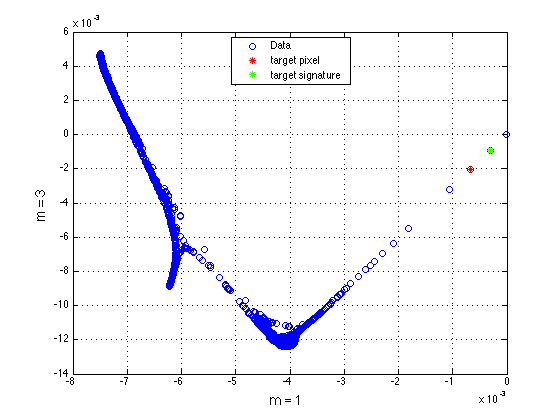 x 10⁻³
6
4
2
0
-2
-4
-6
-8
-10
-12
-14
m = 3
Data
target pixel
target signature
-8 -7 -6 -5 -4 -3 -2 -1 0
m = 1
x 10⁻³